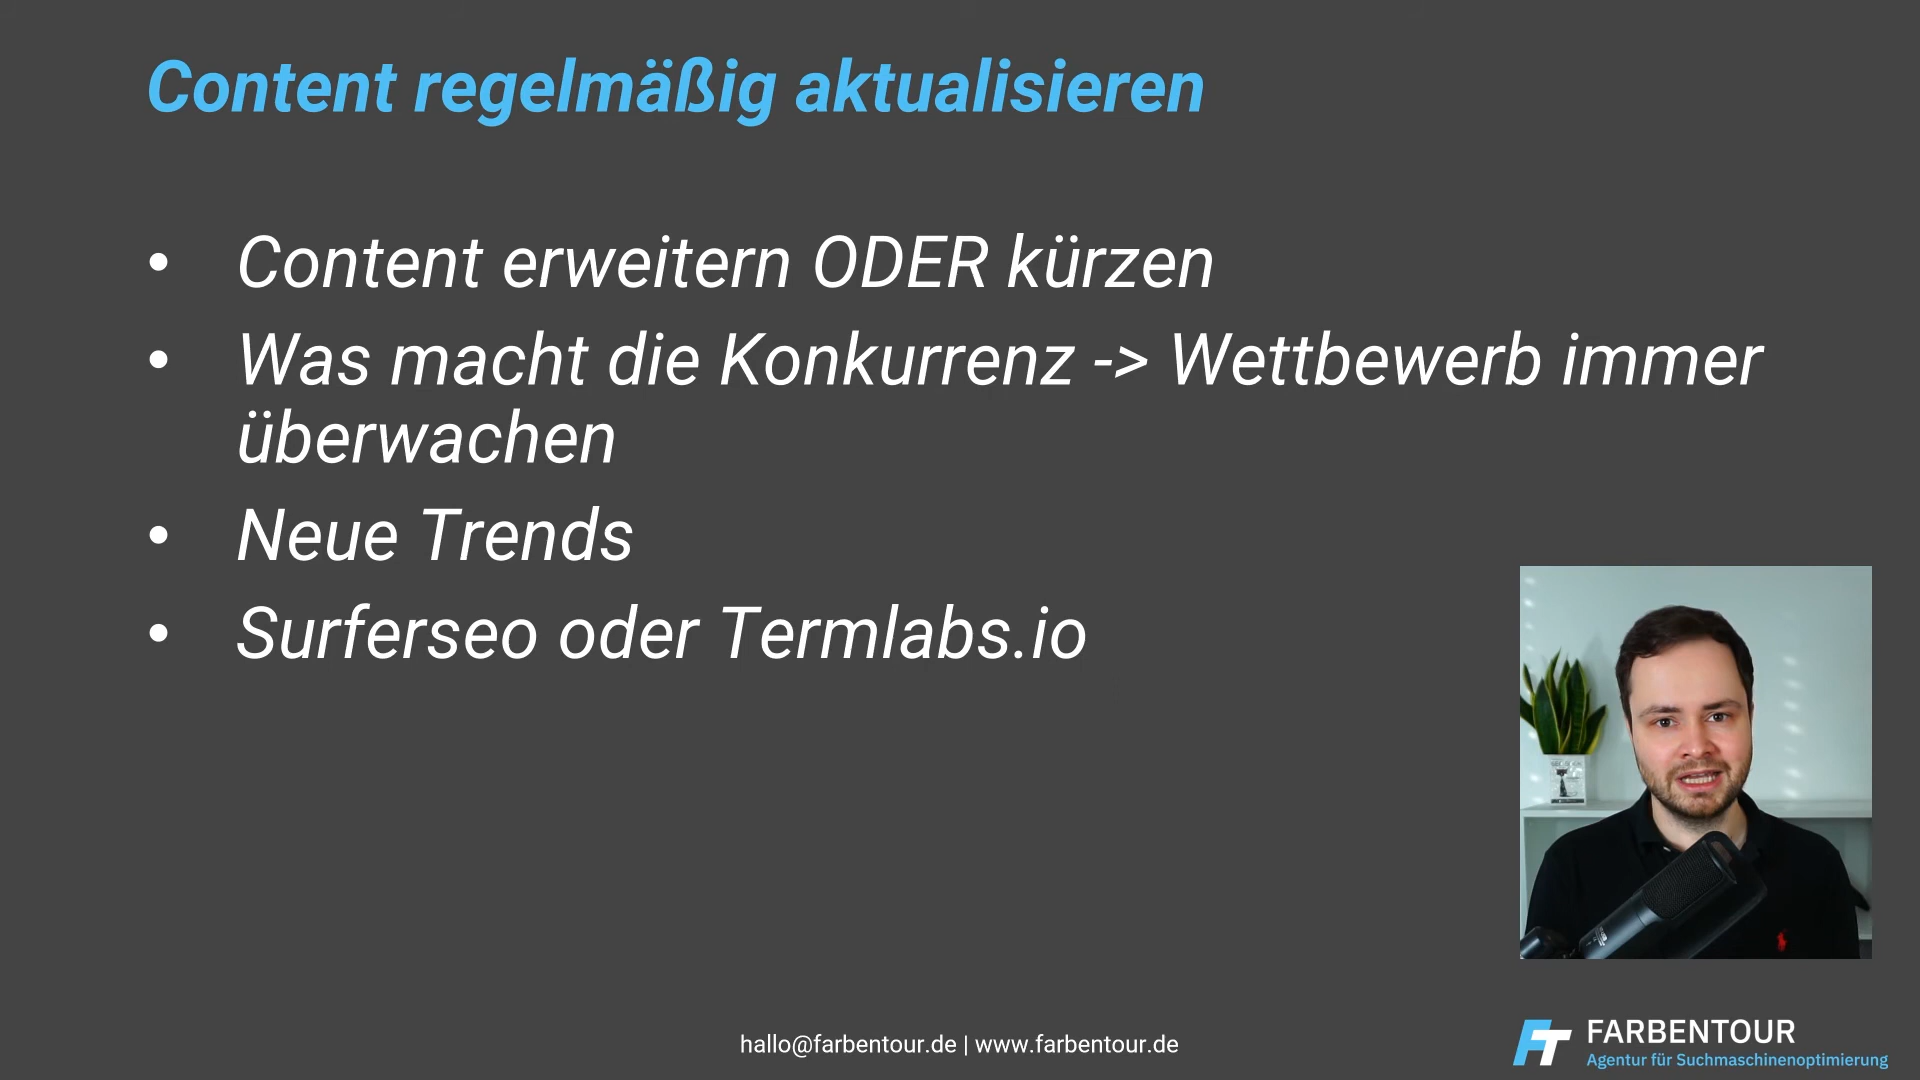 Content regelmäßig aktualisieren
• Content erweitern ODER kürzen
• Was macht die Konkurrenz -> Wettbewerb immer
überwachen
• Neue Trends
• Surferseo oder Termlabs.io
hallo@farbentour.de | www.farbentour.de
FT FARBENTOUR
Agentur für Suchmaschinenoptimierung